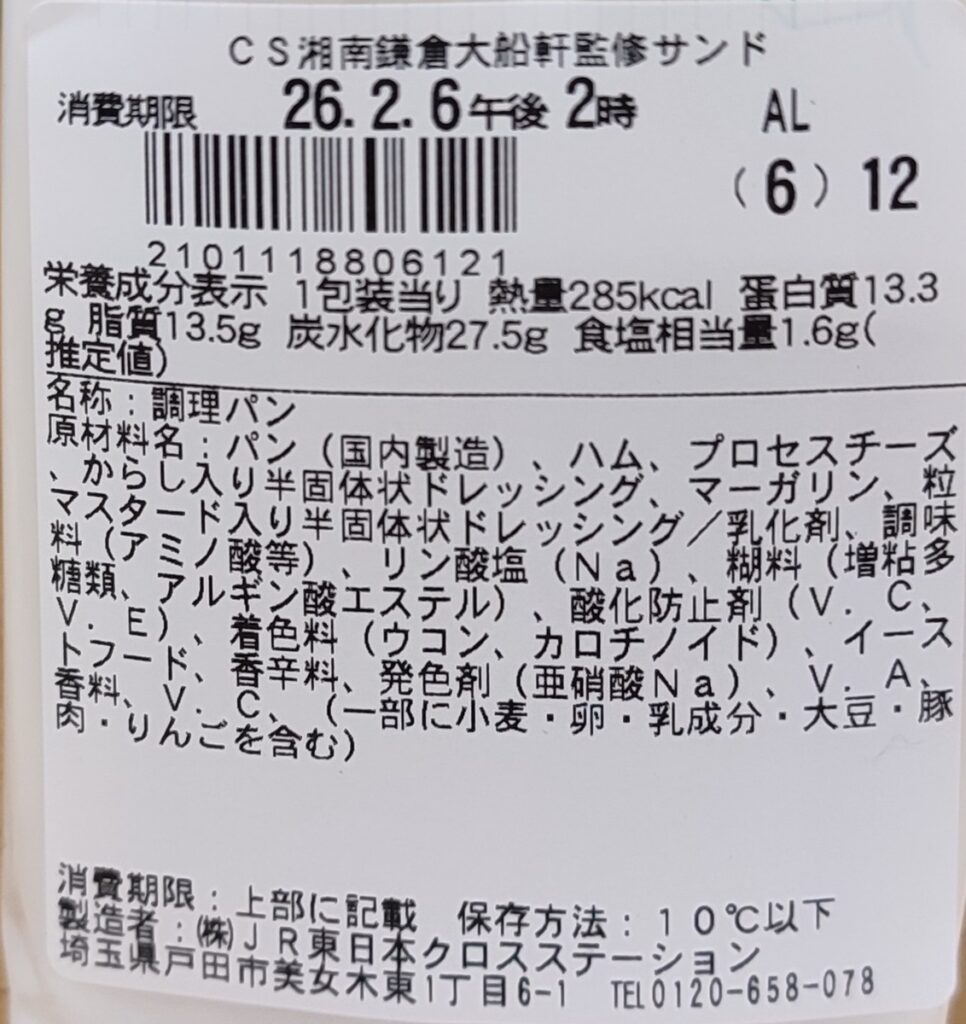 CS湘南鎌倉大船軒監修サンド
消費期限 26.2.6午後2時 AL
(6)12
2101118806121
栄養成分表示 1包装当り 熱量285kcal 蛋白質13.3
g 脂質13.5g 炭水化物27.5g 食塩相当量1.6g(
推定値)
名称:調理パン
原材料名:パン(国内製造)、ハム、プロセスチーズ
、からし入り半固体状ドレッシング、マーガリン、粒
マスタード入り半固体状ドレッシング/乳化剤、調味
料(アミノ酸等)、リン酸塩(Na)、糊料(増粘多
糖類、アルギン酸エステル)、酸化防止剤(V.C、
V.E)、着色料(ウコン、カロチノイド)、イース
トフード、香辛料、発色剤(亜硝酸Na)、V.A、
香料、V.C、(一部に小麦・卵・乳成分・大豆・豚
肉・りんごを含む)
消費期限:上部に記載 保存方法:10℃以下
製造者:㈱JR東日本クロスステーション
埼玉県戸田市美女木東1丁目6-1 TEL0120-658-078